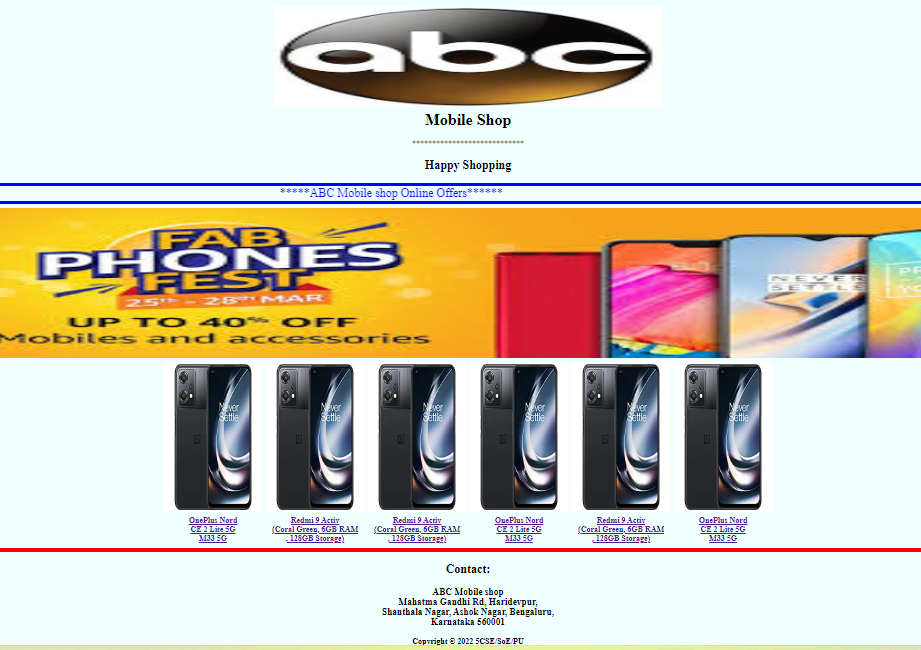 abc
Mobile Shop
****************************
Happy Shopping
*****ABC Mobile shop Online Offers******
FAB
PHONES
FEST
25th - 28th MAR
UP TO 40% OFF
Mobiles and accessories
NEVER
SETTLE
Never Settle
Never Settle
Never Settle
Never Settle
Never Settle
Never Settle
OnePlus Nord
CE 2 Lite 5G
M33 5G
Redmi 9 Activ
(Coral Green, 6GB RAM
, 128GB Storage)
Redmi 9 Activ
(Coral Green, 6GB RAM
, 128GB Storage)
OnePlus Nord
CE 2 Lite 5G
M33 5G
Redmi 9 Activ
(Coral Green, 6GB RAM
, 128GB Storage)
OnePlus Nord
CE 2 Lite 5G
M33 5G
Contact:
ABC Mobile shop
Mahatma Gandhi Rd, Haridevpur,
Shanthala Nagar, Ashok Nagar, Bengaluru,
Karnataka 560001
Copyright © 2022 5CSE/SoE/PU